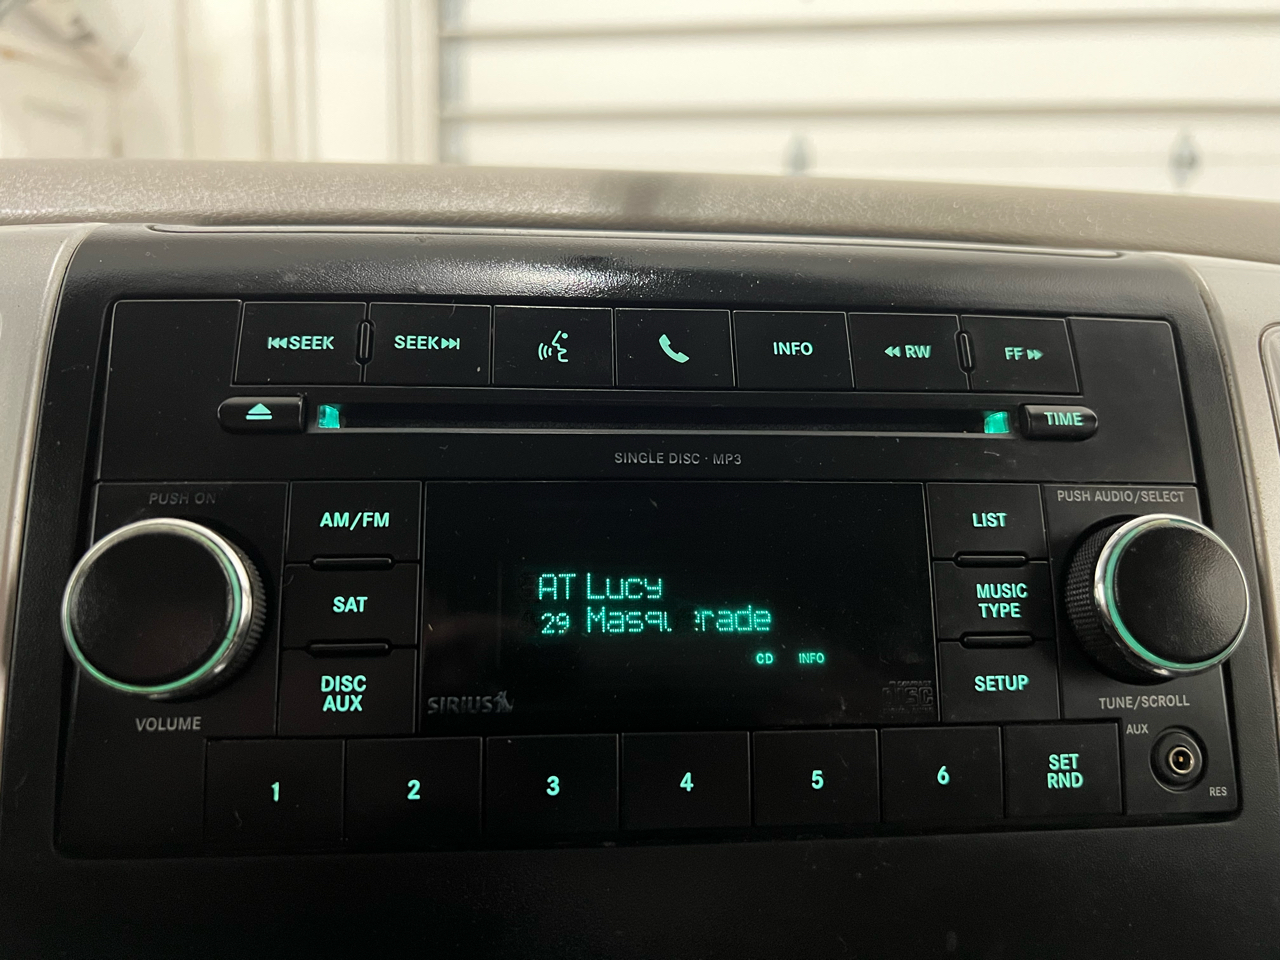 SEEK
SEEK
INFO
RW
FF
TIME
SINGLE DISC · MP3
PUSH ON
AM/FM
LIST
PUSH AUDIO/SELECT
SAT
AT Lucy
29
MUSIC
TYPE
CD INFO
DISC
AUX
SIRIUS
DISC
SETUP
VOLUME
TUNE/SCROLL
AUX
RES
1
2
3
4
5
6
SET
RND